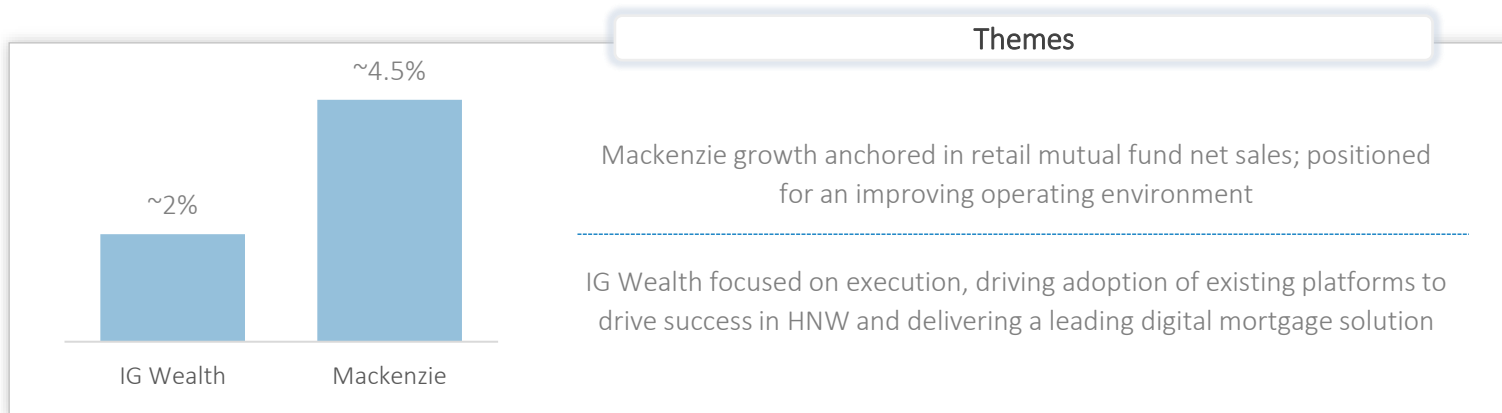 Themes
~4.5%
~2%
IG Wealth
Mackenzie
Mackenzie growth anchored in retail mutual fund net sales; positioned
for an improving operating environment
IG Wealth focused on execution, driving adoption of existing platforms to
drive success in HNW and delivering a leading digital mortgage solution